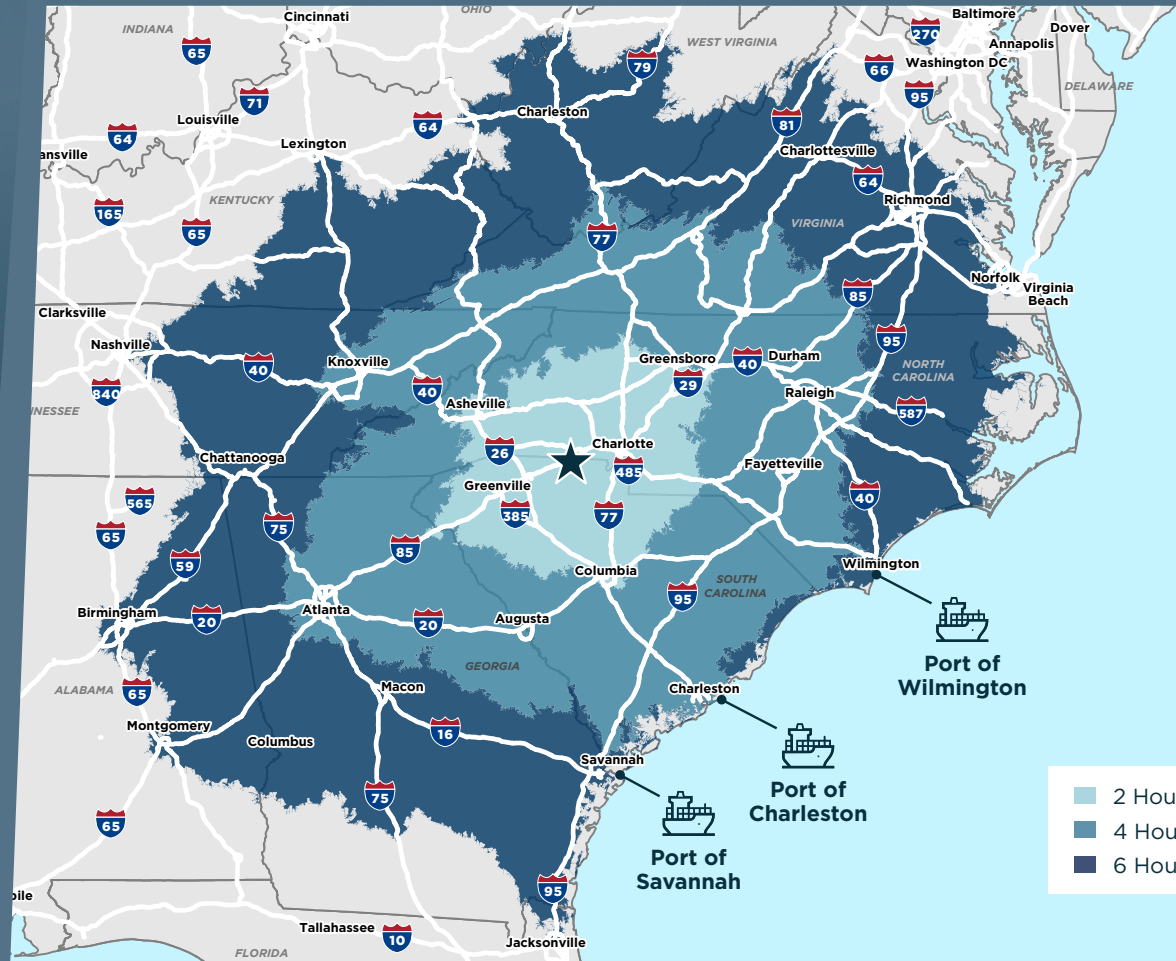 Cincinnati
OHIO
Baltimore
INDIANA
65
79
WEST VIRGINIA
270
Dover
Annapolis
66
Washington DC
95
DELAWARE
71
Louisville
64
64
Charleston
81
Lexington
Charlottesville
ansville
64
KENTUCKY
165
65
Richmond
77
VIRGINIA
Norfolk
Virginia
Beach
85
Clarksville
Nashville
95
40
Knoxville
Greensboro
40
Durham
NORTH
CAROLINA
840
40
29
Raleigh
NNESSEE
Asheville
587
26
Charlotte
Chattanooga
485
Fayetteville
Greenville
565
385
77
40
65
75
85
59
Columbia
Wilmington
SOUTH
CAROLINA
95
Birmingham
20
Atlanta
20
Augusta
Port of
Wilmington
GEORGIA
ALABAMA
65
Macon
Charleston
Montgomery
Columbus
16
Savannah
Port of
Charleston
75
65
Port of
Savannah
2 Hou
4 Hou
6 Hou
95
bile
Tallahassee
10
Jacksonville
FLORIDA